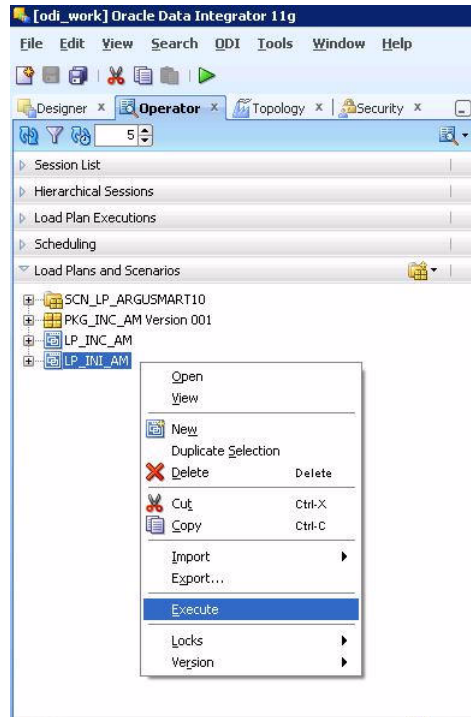 [odi_work] Oracle Data Integrator 11g
File Edit View Search ODI Tools Window Help
Designer x Operator x Topology x Security x
5
Session List
Hierarchical Sessions
Load Plan Executions
Scheduling
Load Plans and Scenarios
SCN_LP_ARGUSMART10
PKG_INC_AM Version 001
LP_INC_AM
LP_INI_AM
Open
View
New
Duplicate Selection
Delete Delete
Cut Ctrl-X
Copy Ctrl-C
Import
Export...
Execute
Locks
Version